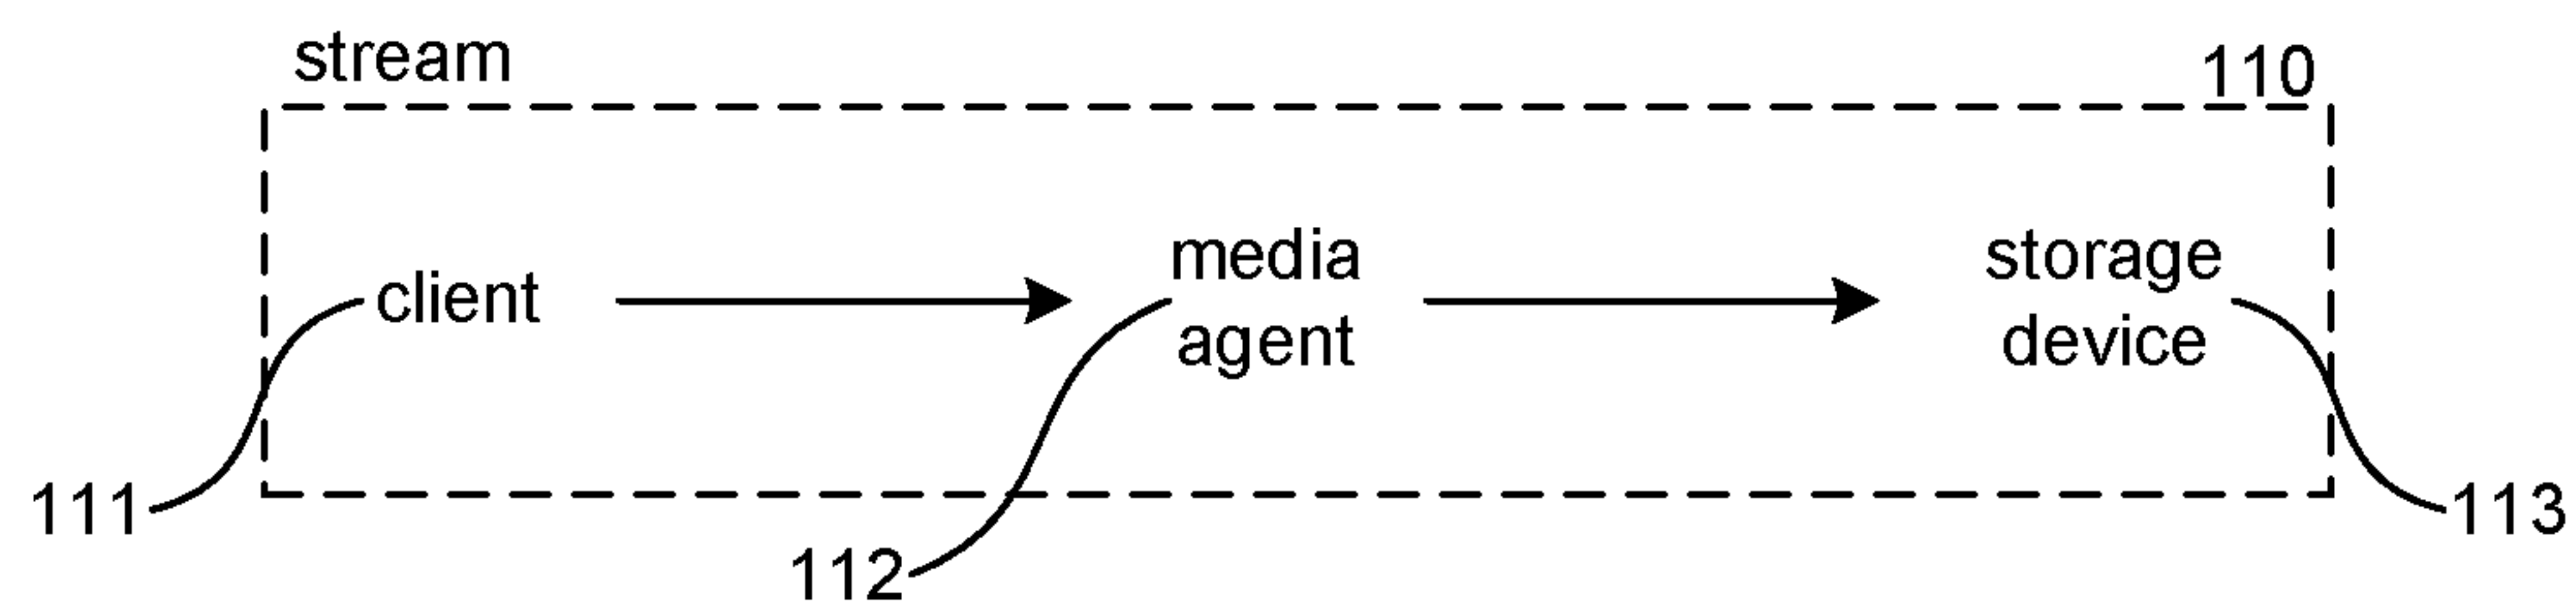 stream
110
client
media
agent
storage
device
111
112
113